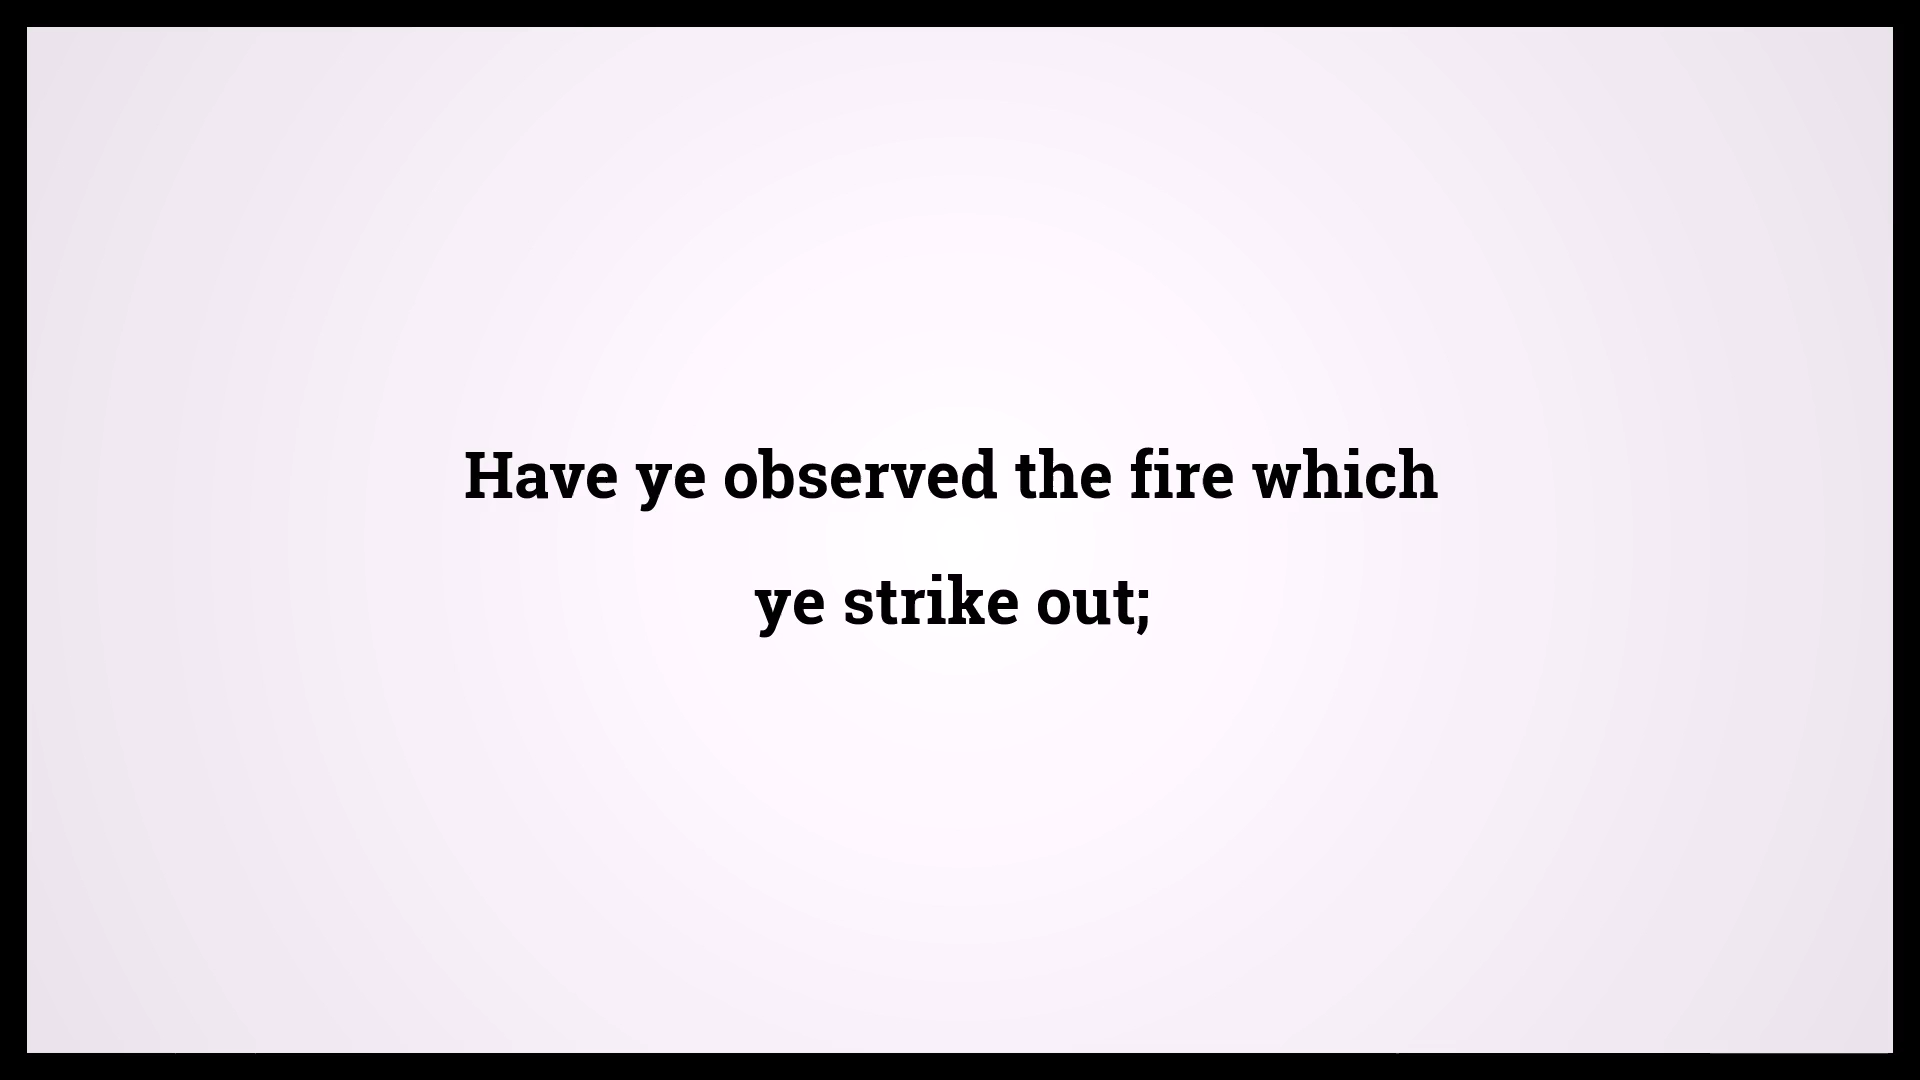 Have ye observed the fire which
ye strike out;